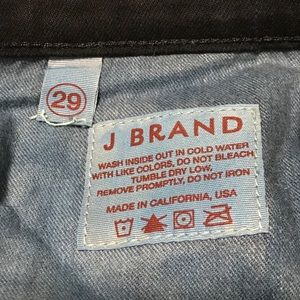 29
J BRAND
WASH INSIDE OUT IN COLD WATER
WITH LIKE COLORS, DO NOT BLEACH
TUMBLE DRY LOW,
REMOVE PROMPTLY, DO NOT IRON
MADE IN CALIFORNIA, USA